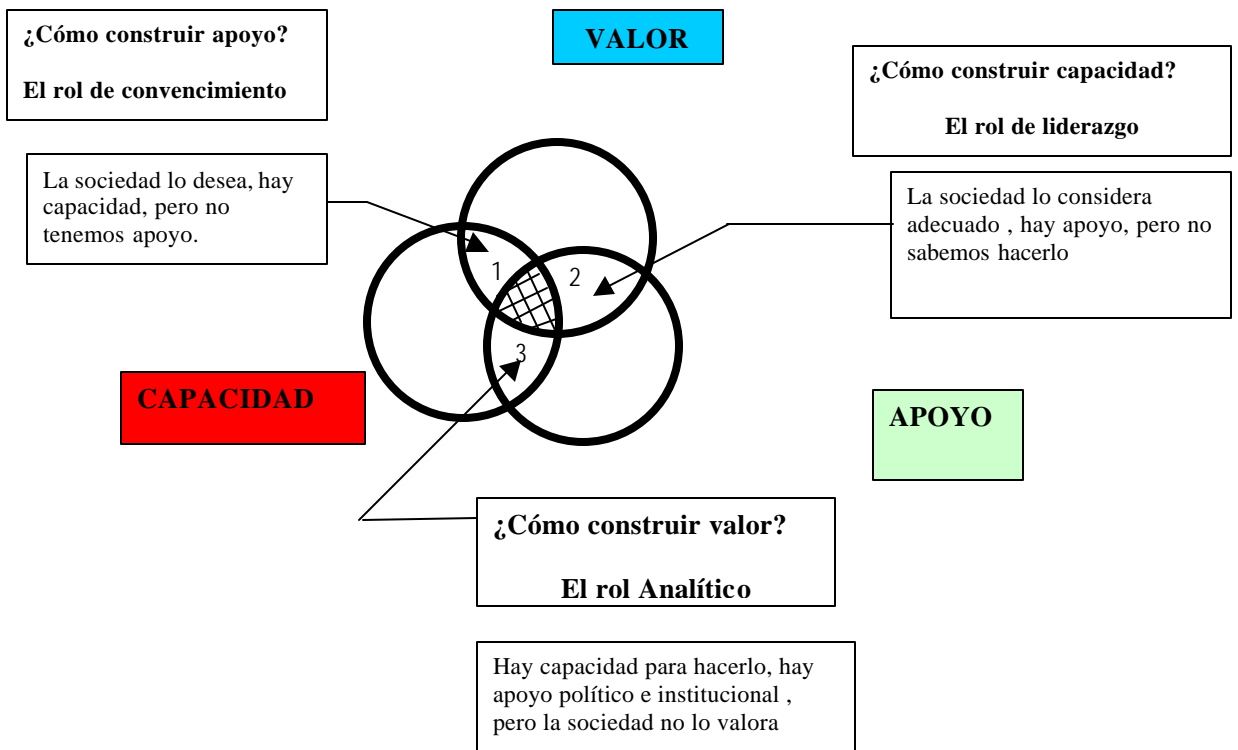 ¿Cómo construir apoyo?
El rol de convencimiento
VALOR
¿Cómo construir capacidad?
El rol de liderazgo
La sociedad lo desea, hay
capacidad, pero no
tenemos apoyo.
La sociedad lo considera
adecuado , hay apoyo, pero no
sabemos hacerlo
1
2
3
CAPACIDAD
APOYO
¿Cómo construir valor?
El rol Analítico
Hay capacidad para hacerlo, hay
apoyo político e institucional ,
pero la sociedad no lo valora